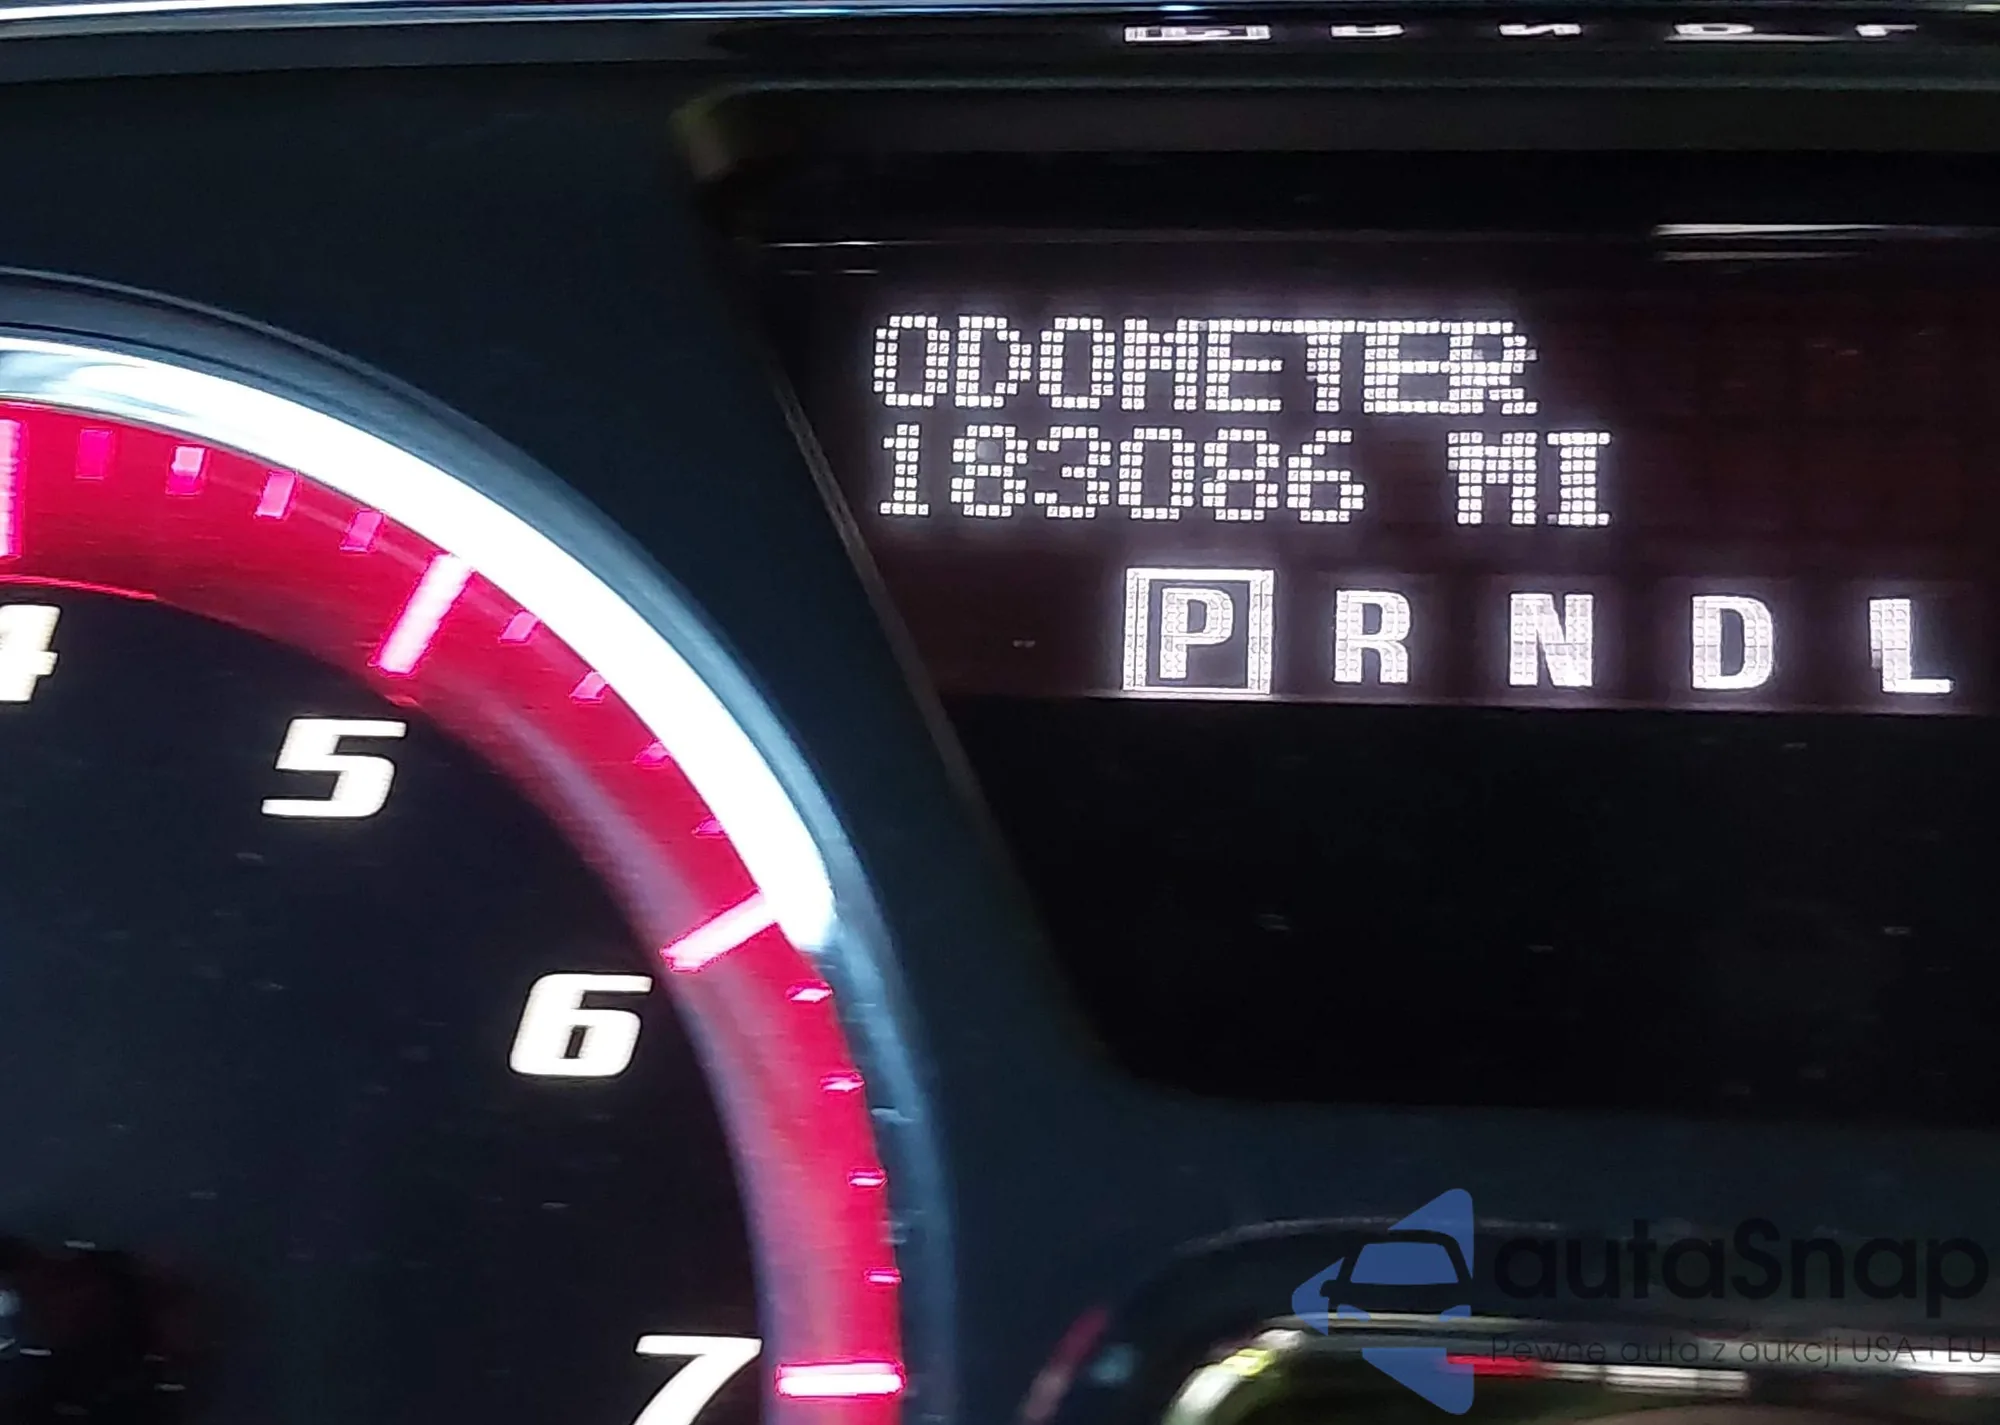 ODOMETER
183086 MI
P R N D L
4
5
6
7
autaSnap
Pewne auta z aukcji USA i EU